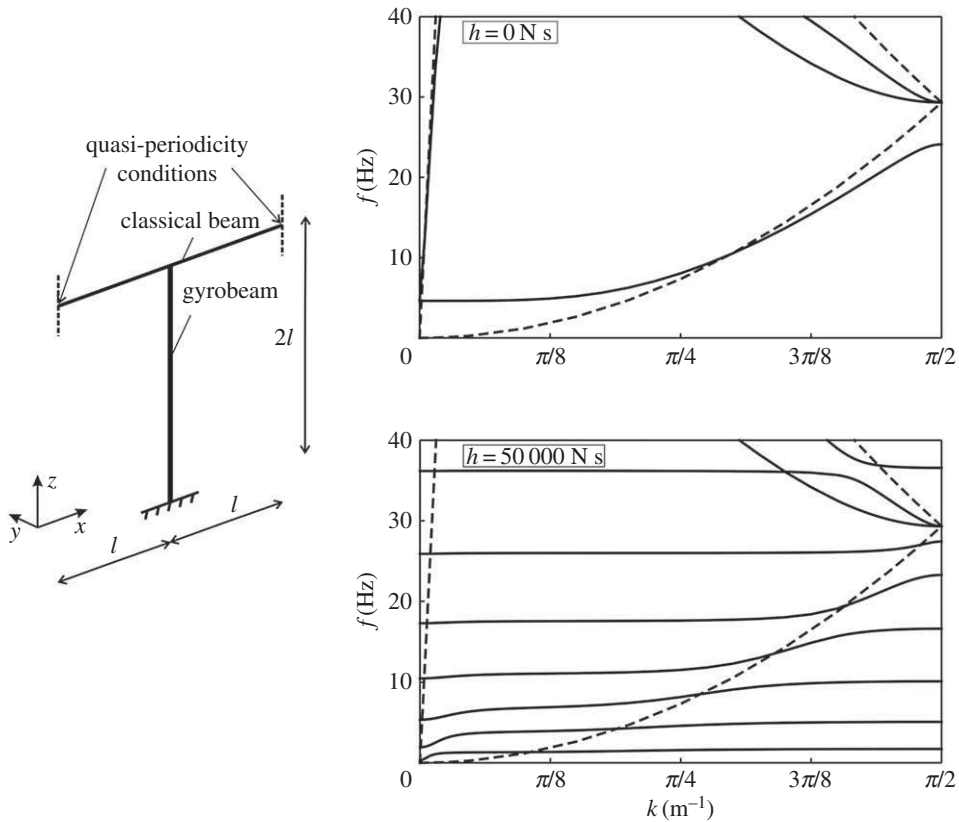 quasi-periodicity
conditions
classical beam
gyrobeam
2l
z
y
x
l
l
h = 0 N s
f (Hz)
40
30
20
10
0
π/8
π/4
3π/8
π/2
h = 50 000 N s
f (Hz)
40
30
20
10
0
π/8
π/4
3π/8
π/2
k (m⁻¹)